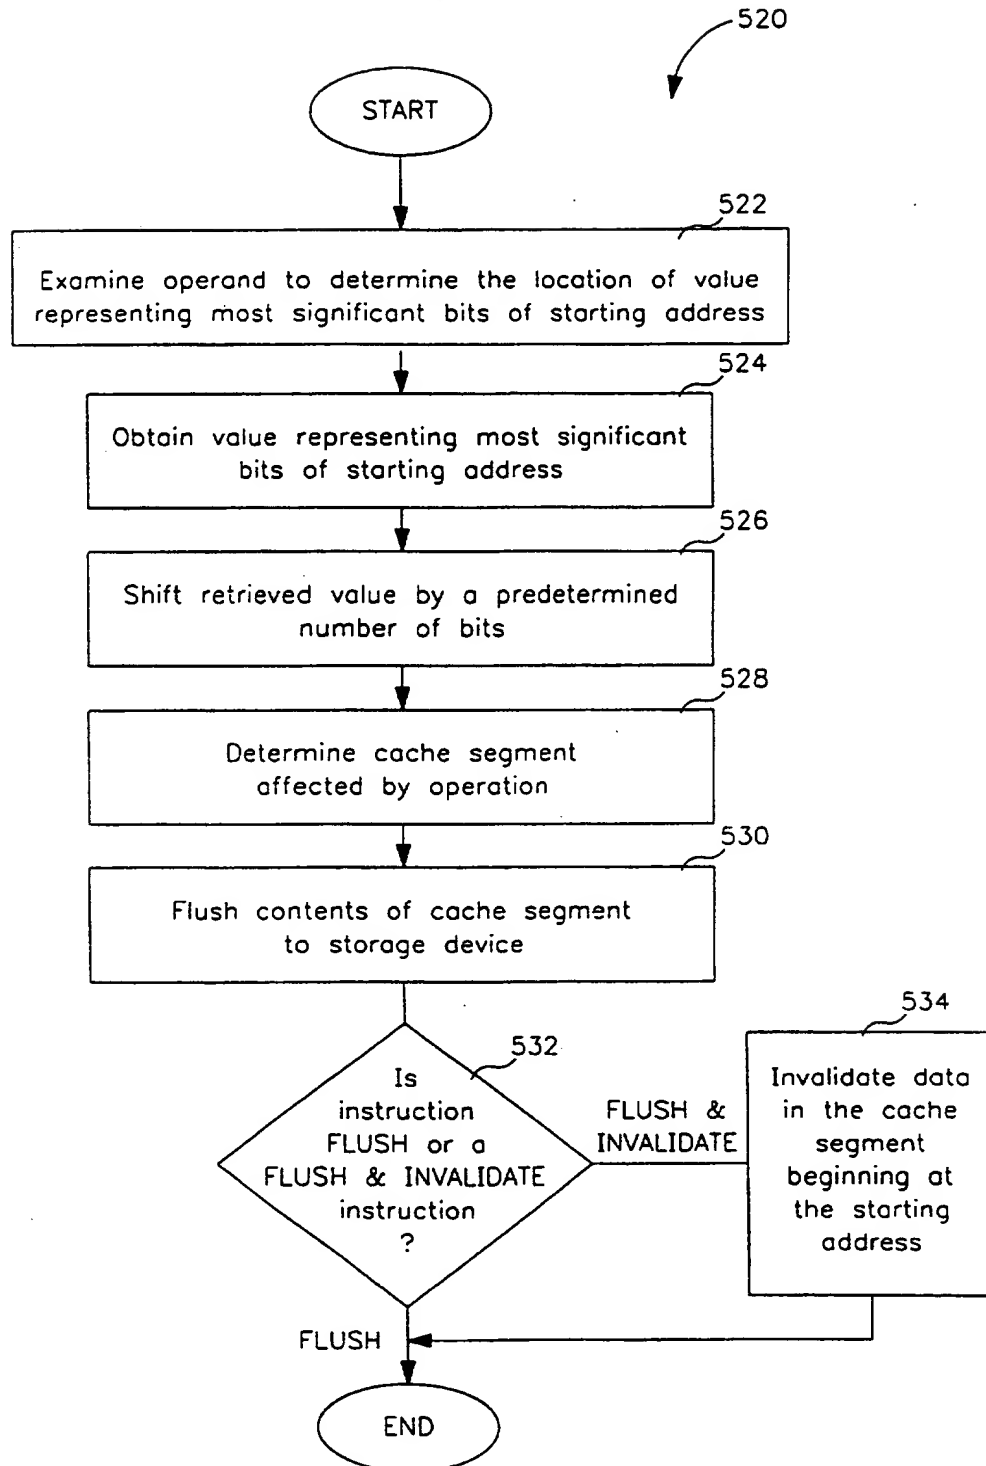 520
START
522
Examine operand to determine the location of value
representing most significant bits of starting address
524
Obtain value representing most significant
bits of starting address
526
Shift retrieved value by a predetermined
number of bits
528
Determine cache segment
affected by operation
530
Flush contents of cache segment
to storage device
532
Is
instruction
FLUSH or a
FLUSH & INVALIDATE
instruction
?
FLUSH &
INVALIDATE
534
Invalidate data
in the cache
segment
beginning at
the starting
address
FLUSH
END